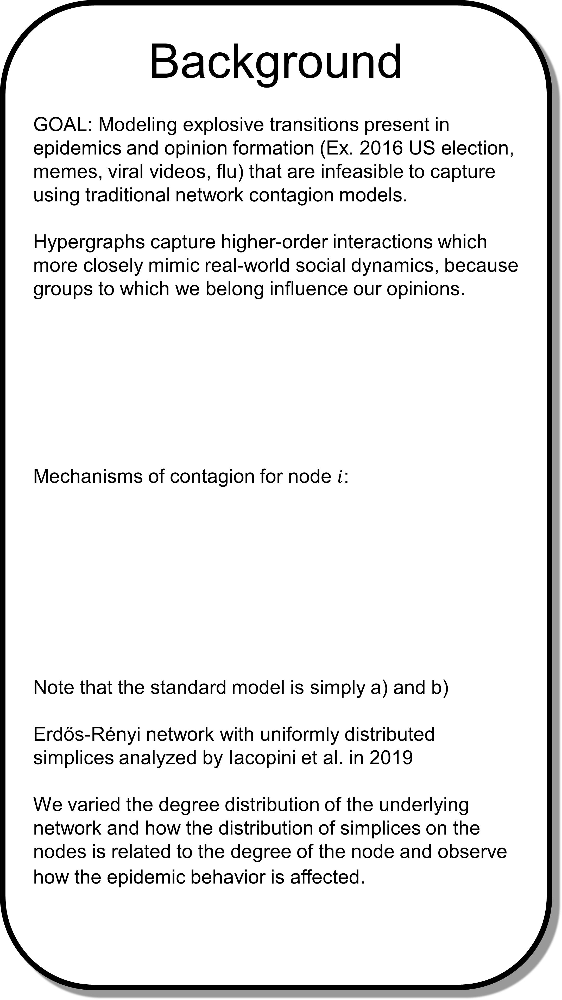 Background
GOAL: Modeling explosive transitions present in
epidemics and opinion formation (Ex. 2016 US election,
memes, viral videos, flu) that are infeasible to capture
using traditional network contagion models.
Hypergraphs capture higher-order interactions which
more closely mimic real-world social dynamics, because
groups to which we belong influence our opinions.
Mechanisms of contagion for node 𝑖:
Note that the standard model is simply a) and b)
Erdős-Rényi network with uniformly distributed
simplices analyzed by Iacopini et al. in 2019
We varied the degree distribution of the underlying
network and how the distribution of simplices on the
nodes is related to the degree of the node and observe
how the epidemic behavior is affected.